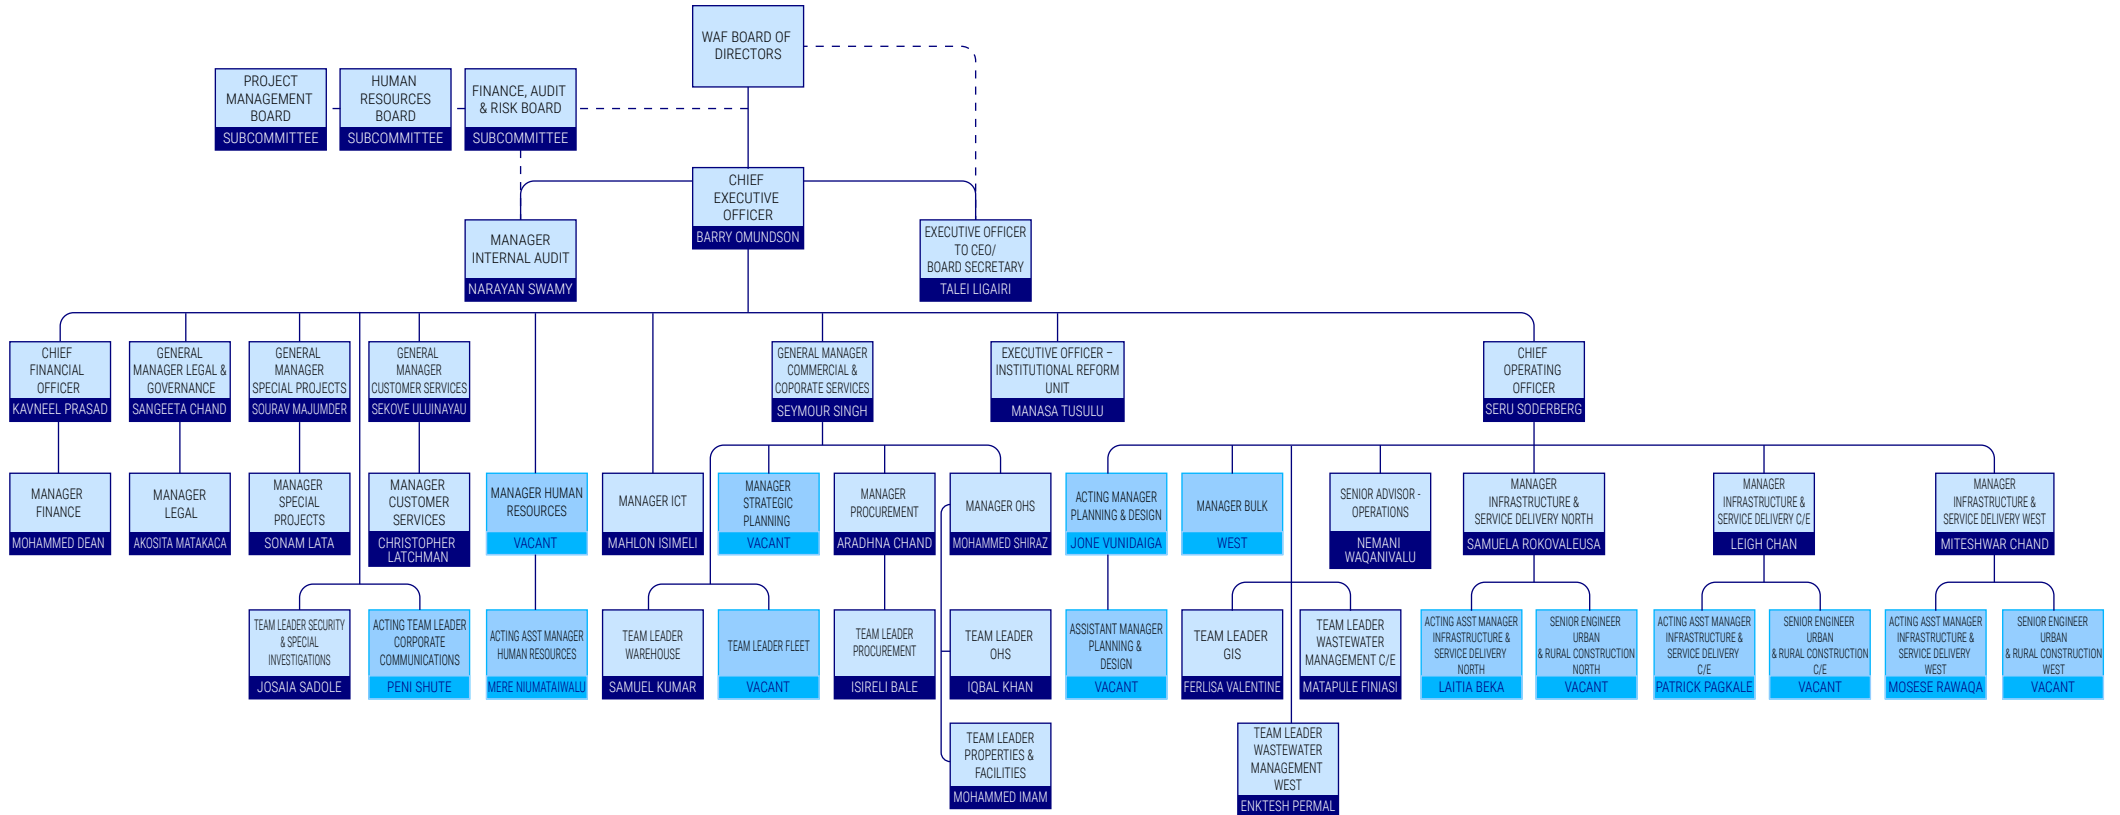 WAF BOARD OF
DIRECTORS
PROJECT
MANAGEMENT
BOARD
SUBCOMMITTEE
HUMAN
RESOURCES
BOARD
SUBCOMMITTEE
FINANCE, AUDIT
& RISK BOARD
SUBCOMMITTEE
CHIEF
EXECUTIVE
OFFICER
BARRY OMUNDSON
MANAGER
INTERNAL AUDIT
NARAYAN SWAMY
EXECUTIVE OFFICER
TO CEO/
BOARD SECRETARY
TALEI LIGAIRI
CHIEF
FINANCIAL
OFFICER
KAVNEEL PRASAD
GENERAL
MANAGER LEGAL &
GOVERNANCE
SANGEETA CHAND
GENERAL
MANAGER
SPECIAL PROJECTS
SOURAV MAJUMDER
GENERAL
MANAGER
CUSTOMER SERVICES
SEKOVE ULUINAYAU
GENERAL MANAGER
COMMERCIAL &
COPORATE SERVICES
SEYMOUR SINGH
EXECUTIVE OFFICER –
INSTITUTIONAL REFORM
UNIT
MANASA TUSULU
CHIEF
OPERATING
OFFICER
SERU SODERBERG
MANAGER
FINANCE
MOHAMMED DEAN
MANAGER
LEGAL
AKOSITA MATAKACA
MANAGER
SPECIAL
PROJECTS
SONAM LATA
MANAGER
CUSTOMER
SERVICES
CHRISTOPHER
LATCHMAN
MANAGER HUMAN
RESOURCES
VACANT
MANAGER ICT
MAHLON ISIMELI
MANAGER
STRATEGIC
PLANNING
VACANT
MANAGER
PROCUREMENT
ARADHNA CHAND
MANAGER OHS
MOHAMMED SHIRAZ
ACTING MANAGER
PLANNING & DESIGN
JONE VUNIDAIGA
MANAGER BULK
WEST
SENIOR ADVISOR -
OPERATIONS
NEMANI
WAQANIVALU
MANAGER
INFRASTRUCTURE &
SERVICE DELIVERY NORTH
SAMUELA ROKOVALEUSA
MANAGER
INFRASTRUCTURE &
SERVICE DELIVERY C/E
LEIGH CHAN
MANAGER
INFRASTRUCTURE &
SERVICE DELIVERY WEST
MITESHWAR CHAND
TEAM LEADER SECURITY
& SPECIAL
INVESTIGATIONS
JOSAIA SADOLE
ACTING TEAM LEADER
CORPORATE
COMMUNICATIONS
PENI SHUTE
ACTING ASST MANAGER
HUMAN RESOURCES
MERE NIUMATAIWALU
TEAM LEADER
WAREHOUSE
SAMUEL KUMAR
TEAM LEADER FLEET
VACANT
TEAM LEADER
PROCUREMENT
ISIRELI BALE
TEAM LEADER
OHS
IQBAL KHAN
ASSISTANT MANAGER
PLANNING &
DESIGN
VACANT
TEAM LEADER
GIS
FERLISA VALENTINE
TEAM LEADER
WASTEWATER
MANAGEMENT C/E
MATAPULE FINIASI
ACTING ASST MANAGER
INFRASTRUCTURE &
SERVICE DELIVERY
NORTH
LAITIA BEKA
SENIOR ENGINEER
URBAN
& RURAL CONSTRUCTION
NORTH
VACANT
ACTING ASST MANAGER
INFRASTRUCTURE &
SERVICE DELIVERY
C/E
PATRICK PAGKALE
SENIOR ENGINEER
URBAN
& RURAL CONSTRUCTION
C/E
VACANT
ACTING ASST MANAGER
INFRASTRUCTURE &
SERVICE DELIVERY
WEST
MOSESE RAWAQA
SENIOR ENGINEER
URBAN
& RURAL CONSTRUCTION
WEST
VACANT
TEAM LEADER
PROPERTIES &
FACILITIES
MOHAMMED IMAM
TEAM LEADER
WASTEWATER
MANAGEMENT
WEST
ENKTESH PERMAL